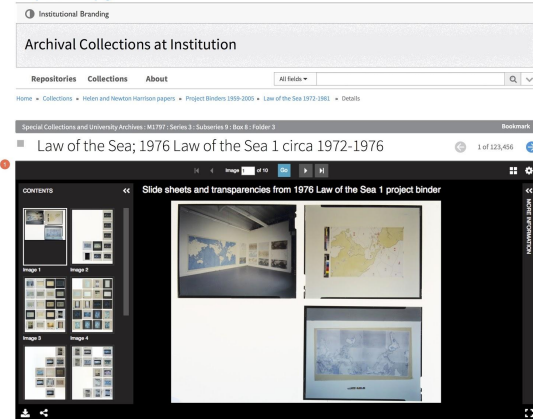 Institutional Branding
Archival Collections at Institution
Repositories Collections About All fields
Home » Collections » Helen and Newton Harrison papers » Project Binders 1959-2005 » Law of the Sea 1972-1981 » Details
Special Collections and University Archives : M1797 : Series 3 : Subseries 9 : Box 8 : Folder 3 Bookmark
Law of the Sea; 1976 Law of the Sea 1 circa 1972-1976 1 of 123,456
1
Image 1 of 10 Go
CONTENTS
Slide sheets and transparencies from 1976 Law of the Sea 1 project binder
MORE INFORMATION
Image 1 Image 2
Image 3 Image 4